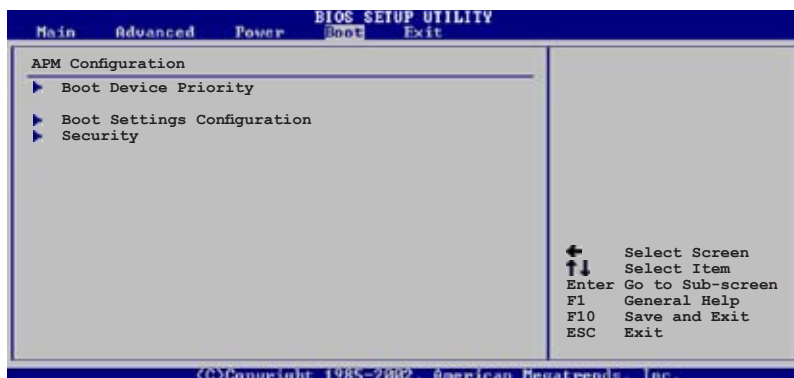 BIOS SETUP UTILITY
Main Advanced Power Boot Exit
APM Configuration
Boot Device Priority
Boot Settings Configuration
Security
Select Screen
Select Item
Enter Go to Sub-screen
F1 General Help
F10 Save and Exit
ESC Exit
(C)Copyright 1985-2002, American Megatrends, Inc.